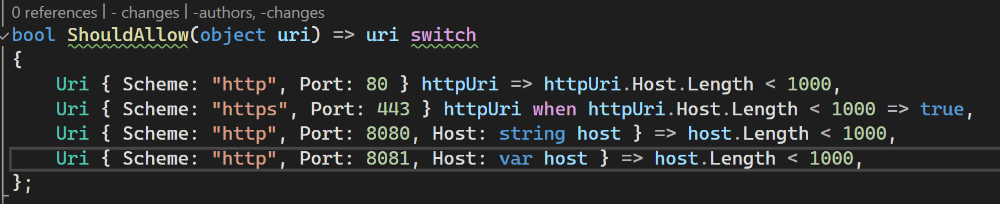 0 references | - changes | -authors, -changes
bool ShouldAllow(object uri) => uri switch
{
    Uri { Scheme: "http", Port: 80 } httpUri => httpUri.Host.Length < 1000,
    Uri { Scheme: "https", Port: 443 } httpUri when httpUri.Host.Length < 1000 => true,
    Uri { Scheme: "http", Port: 8080, Host: string host } => host.Length < 1000,
    Uri { Scheme: "http", Port: 8081, Host: var host } => host.Length < 1000,
};